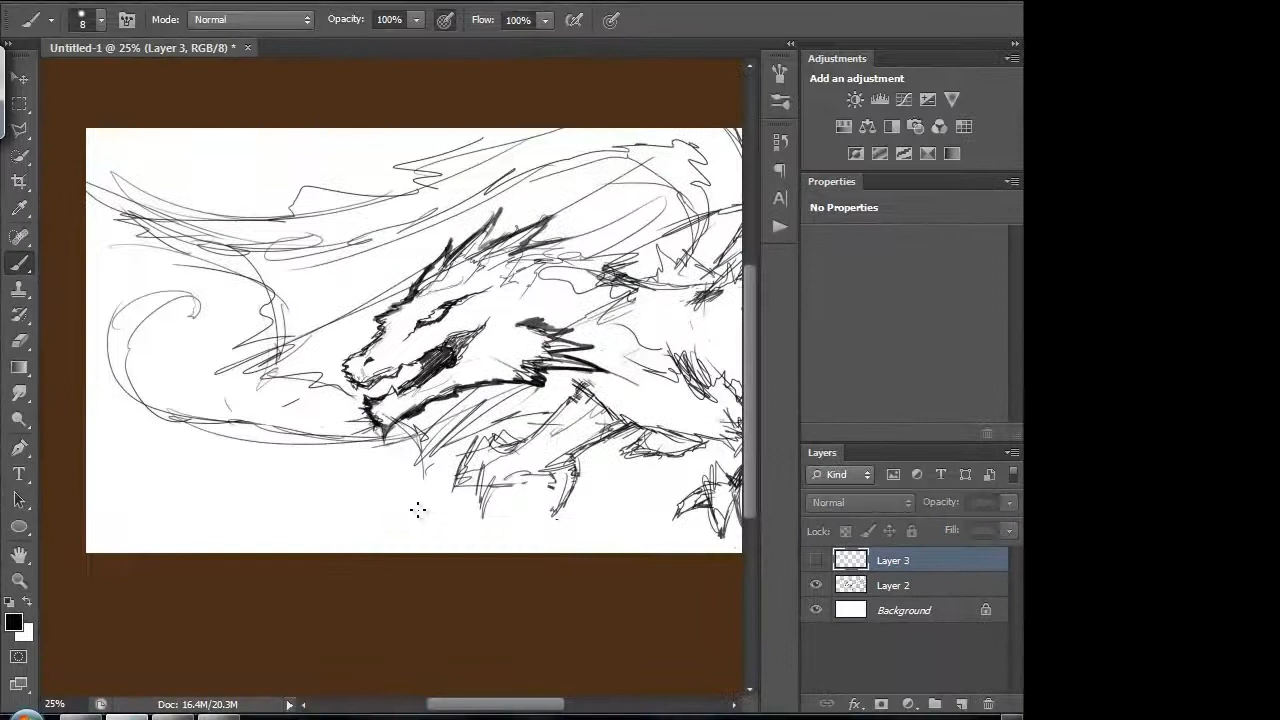 8 Mode: Normal Opacity: 100% Flow: 100%
Untitled-1 @ 25% (Layer 3, RGB/8) *
Adjustments
Add an adjustment
Properties
No Properties
Layers
Kind
Normal Opacity:
Lock: Fill:
Layer 3
Layer 2
Background
25% Doc: 16.4M/20.3M